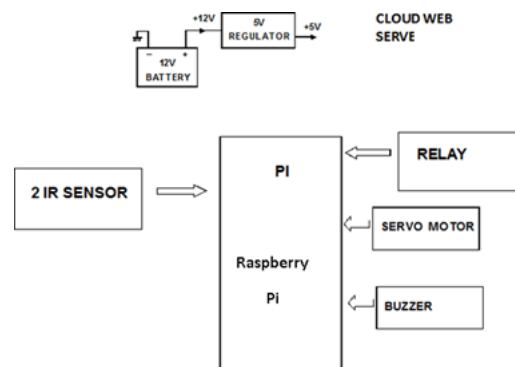 +12V
5V
REGULATOR
+5V
CLOUD WEB
SERVE
- +
12V
BATTERY
PI
RELAY
2 IR SENSOR
SERVO MOTOR
Raspberry
Pi
BUZZER